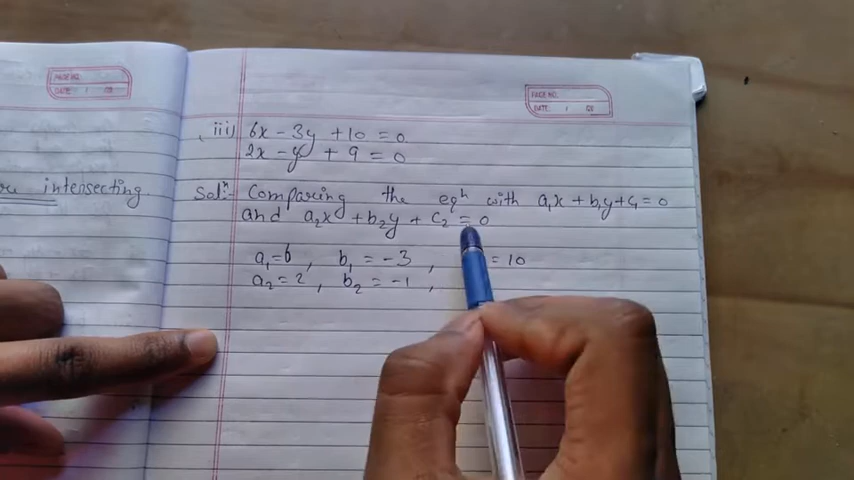 PAGE NO.
DATE / /
intersecting
PAGE NO.
DATE / /
iii) 6x - 3y + 10 = 0
2x - y + 9 = 0
Solⁿ:- Comparing the eqⁿ with a₁x + b₁y + c₁ = 0
and a₂x + b₂y + c₂ = 0
a₁ = 6 , b₁ = -3 , = 10
a₂ = 2 , b₂ = -1 ,